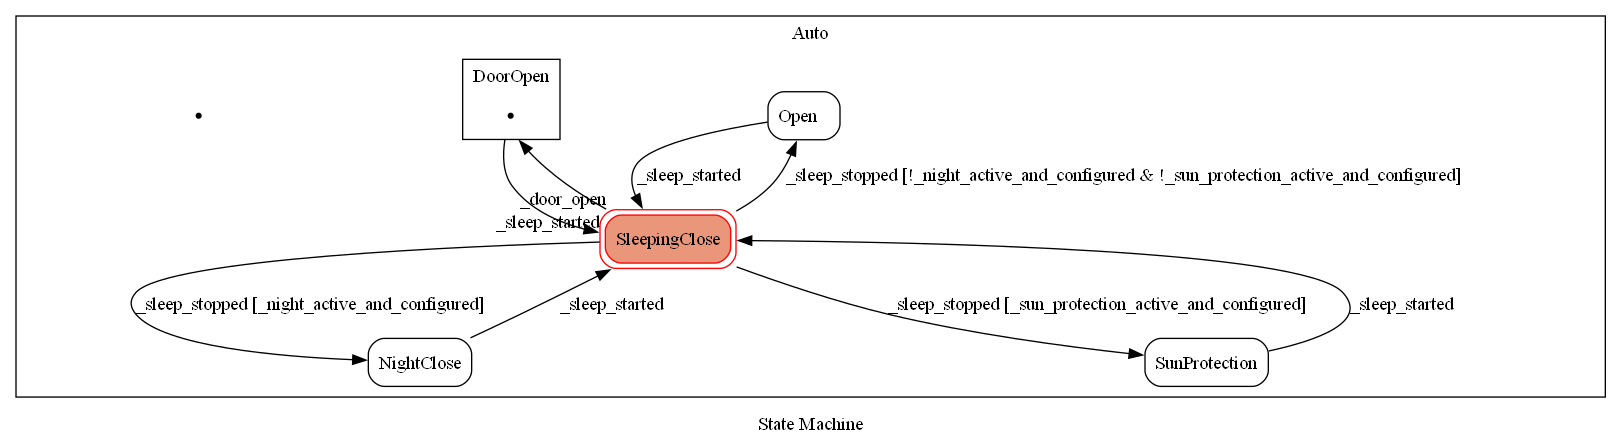 Auto
DoorOpen
Open
_sleep_started
_sleep_stopped [!_night_active_and_configured & !_sun_protection_active_and_configured]
_door_open
_sleep_started
SleepingClose
_sleep_stopped [_night_active_and_configured]
_sleep_started
_sleep_stopped [_sun_protection_active_and_configured]
_sleep_started
NightClose
SunProtection
State Machine